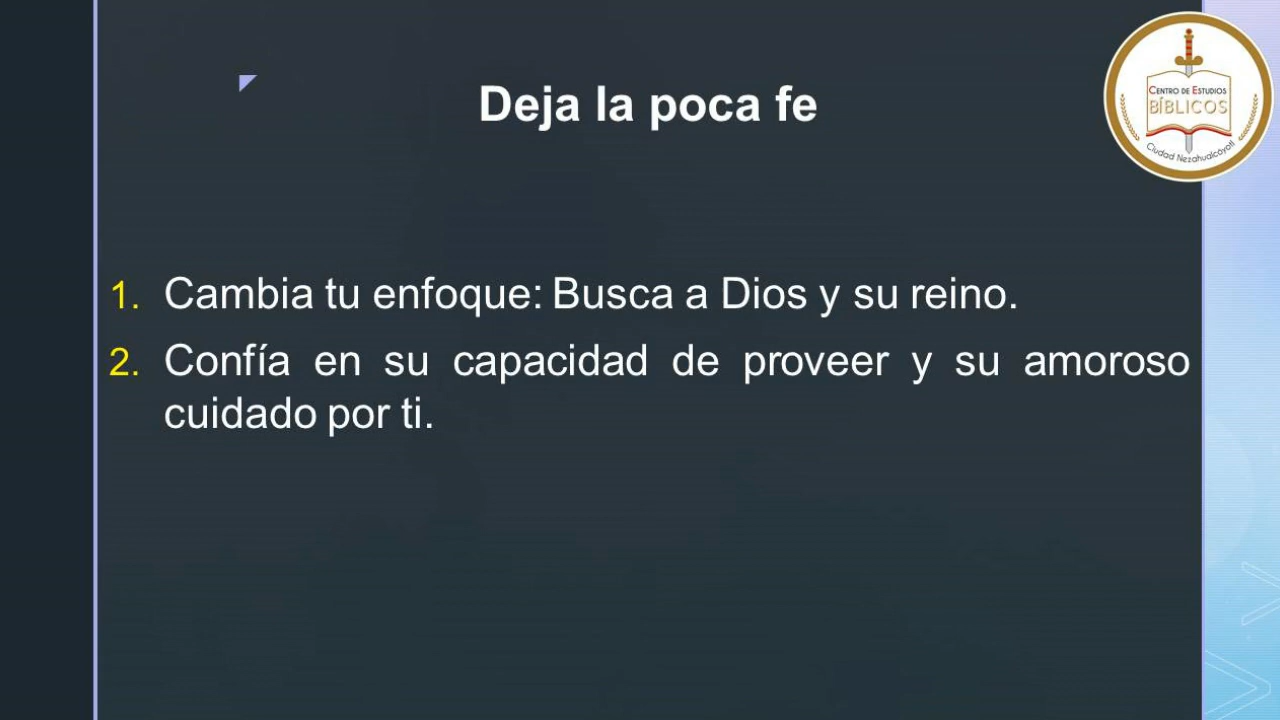 Deja la poca fe
CENTRO DE ESTUDIOS
BÍBLICOS
Ciudad Nezahualcóyotl
1. Cambia tu enfoque: Busca a Dios y su reino.
2. Confía en su capacidad de proveer y su amoroso
cuidado por ti.